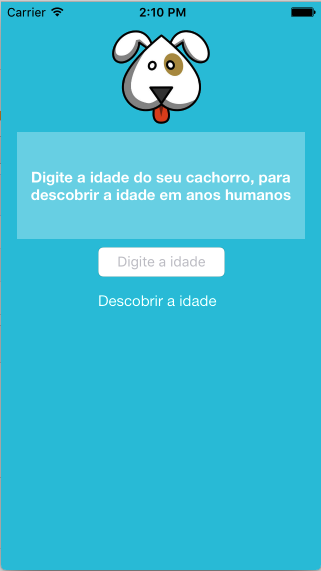 Carrier 2:10 PM
Digite a idade do seu cachorro, para
descobrir a idade em anos humanos
Digite a idade
Descobrir a idade